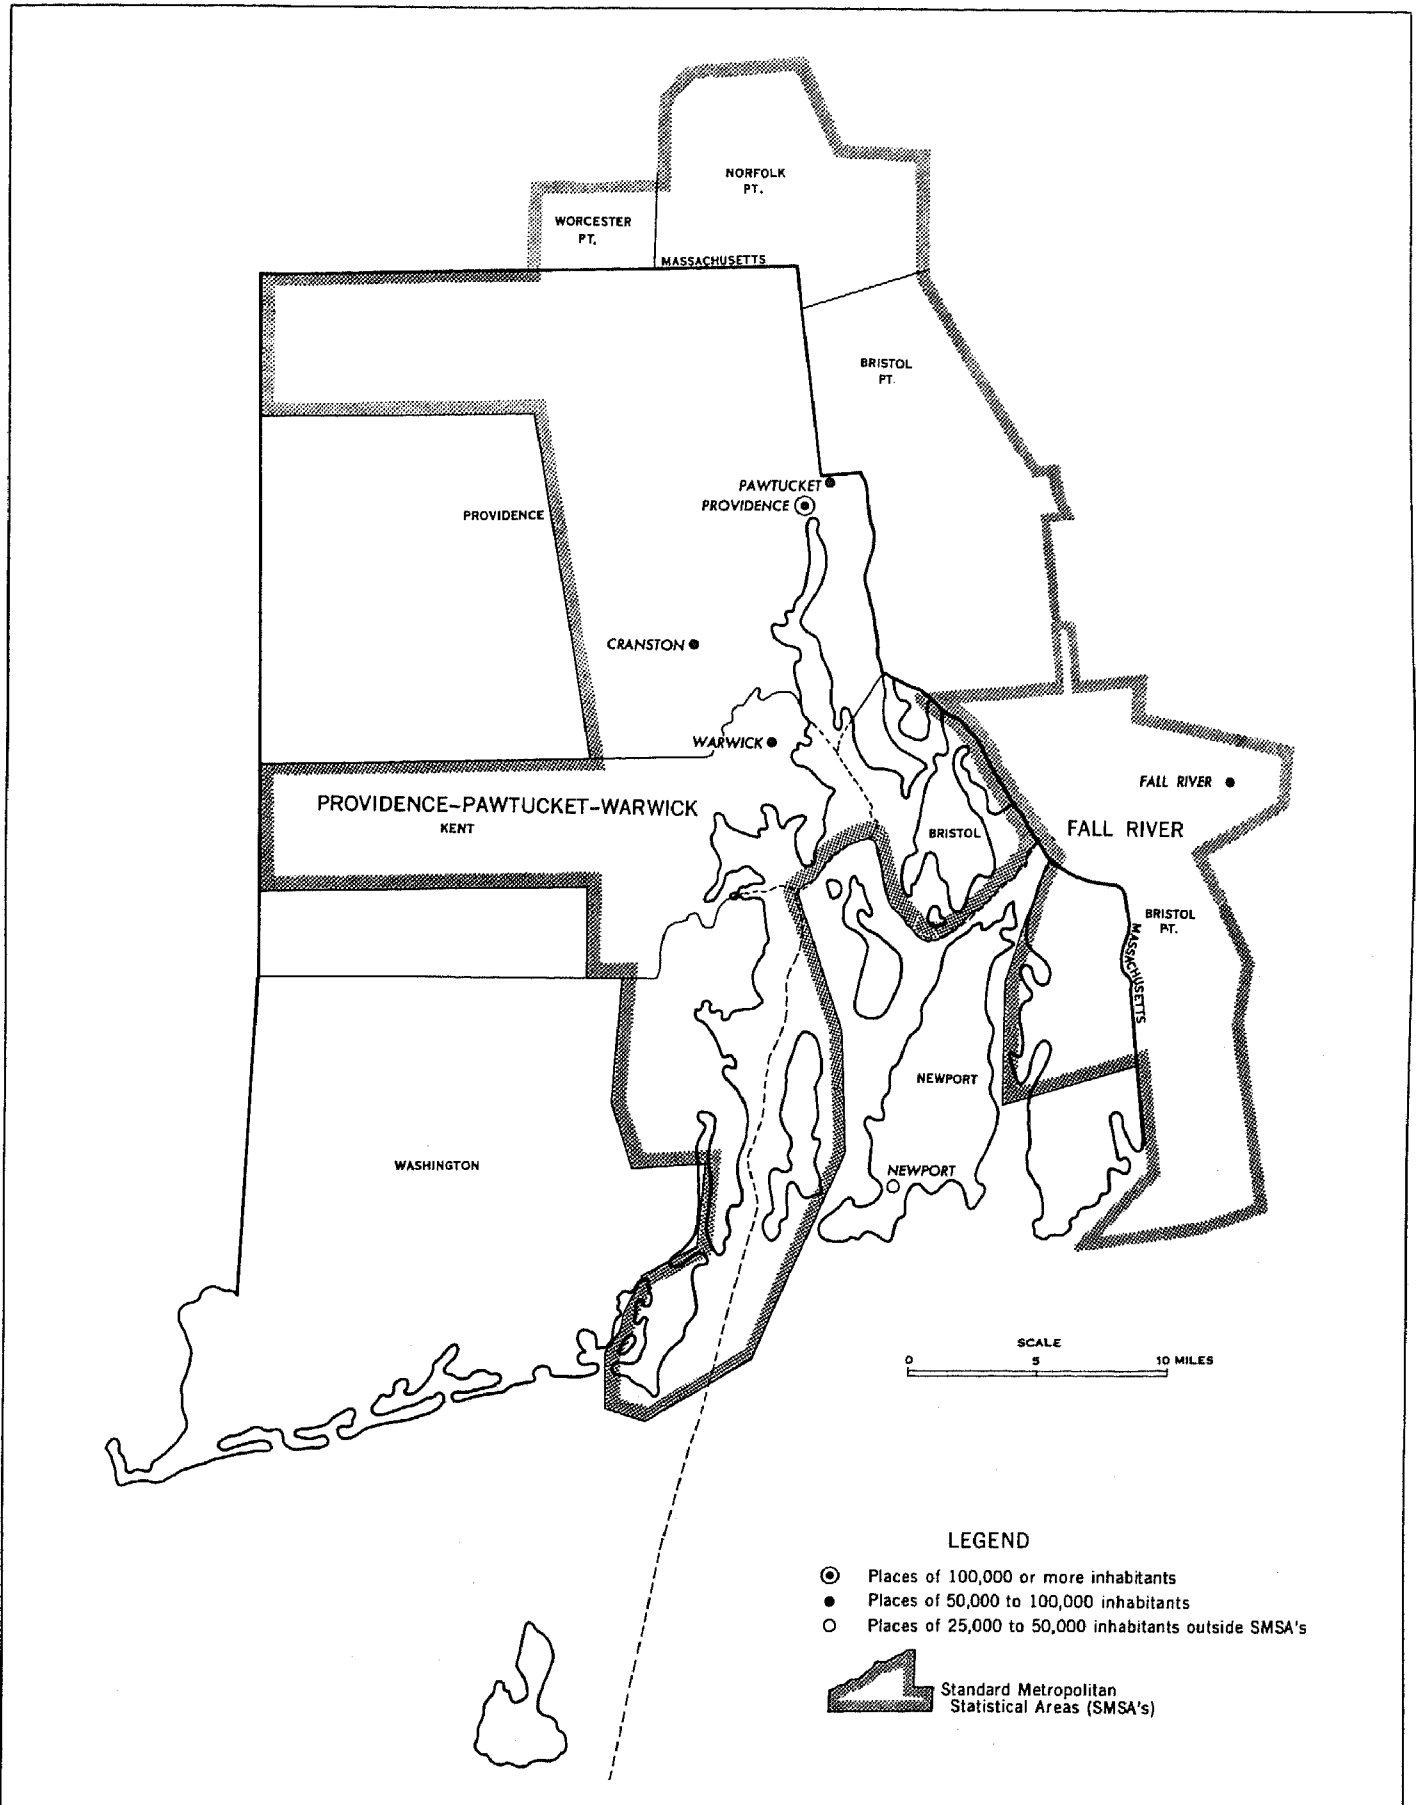 NORFOLK
PT.
WORCESTER
PT.
MASSACHUSETTS
BRISTOL
PT.
PAWTUCKET
PROVIDENCE
PROVIDENCE
CRANSTON
WARWICK
FALL RIVER
PROVIDENCE-PAWTUCKET-WARWICK
KENT
BRISTOL
FALL RIVER
BRISTOL
PT.
MASSACHUSETTS
NEWPORT
WASHINGTON
NEWPORT
SCALE
0 5 10 MILES
LEGEND
Places of 100,000 or more inhabitants
Places of 50,000 to 100,000 inhabitants
Places of 25,000 to 50,000 inhabitants outside SMSA's
Standard Metropolitan
Statistical Areas (SMSA's)